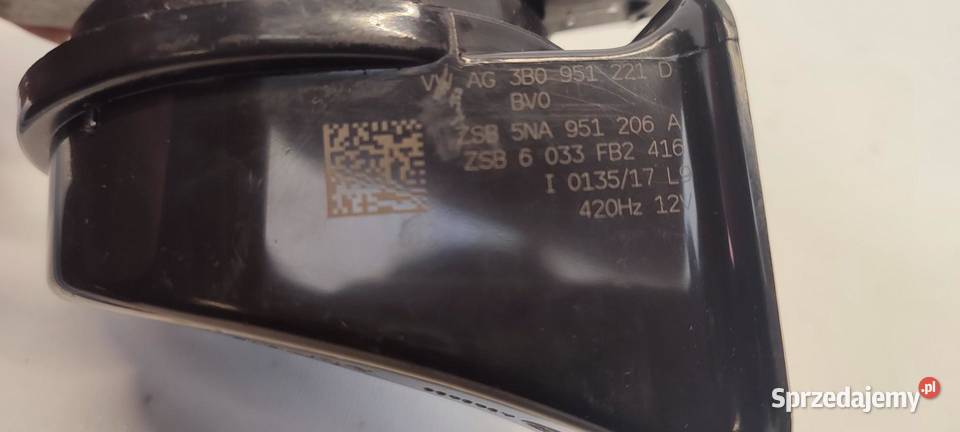 VW AG 3B0 951 221 D
BV0
ZSB 5NA 951 206 A
ZSB 6 033 FB2 416
I 0135/17 L9
420Hz 12V
Sprzedajemy.pl